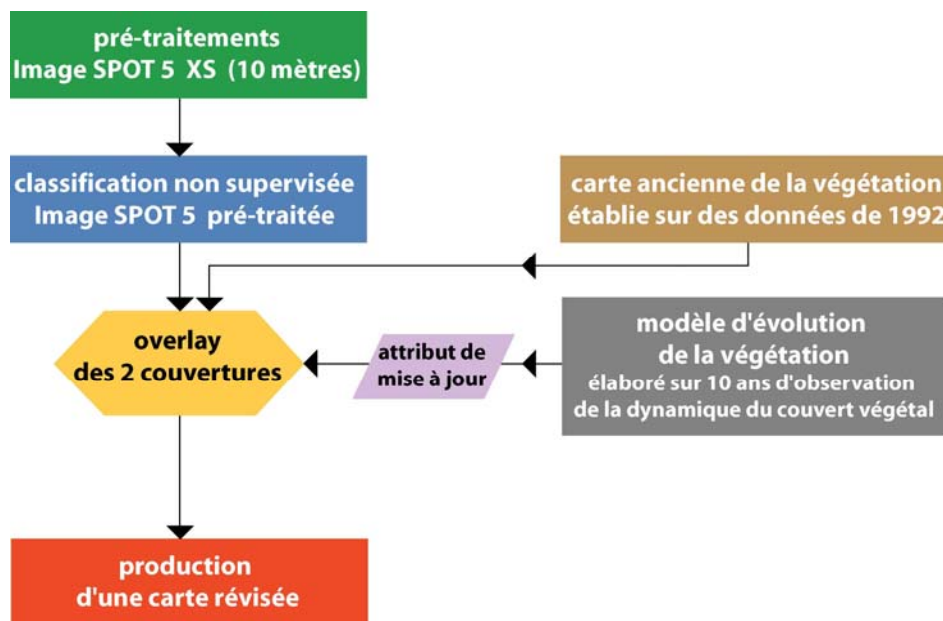 pré-traitements
Image SPOT 5 XS (10 mètres)
classification non supervisée
Image SPOT 5 pré-traitée
carte ancienne de la végétation
établie sur des données de 1992
overlay
des 2 couvertures
attribut de
mise à jour
modèle d'évolution
de la végétation
élaboré sur 10 ans d'observation
de la dynamique du couvert végétal
production
d'une carte révisée